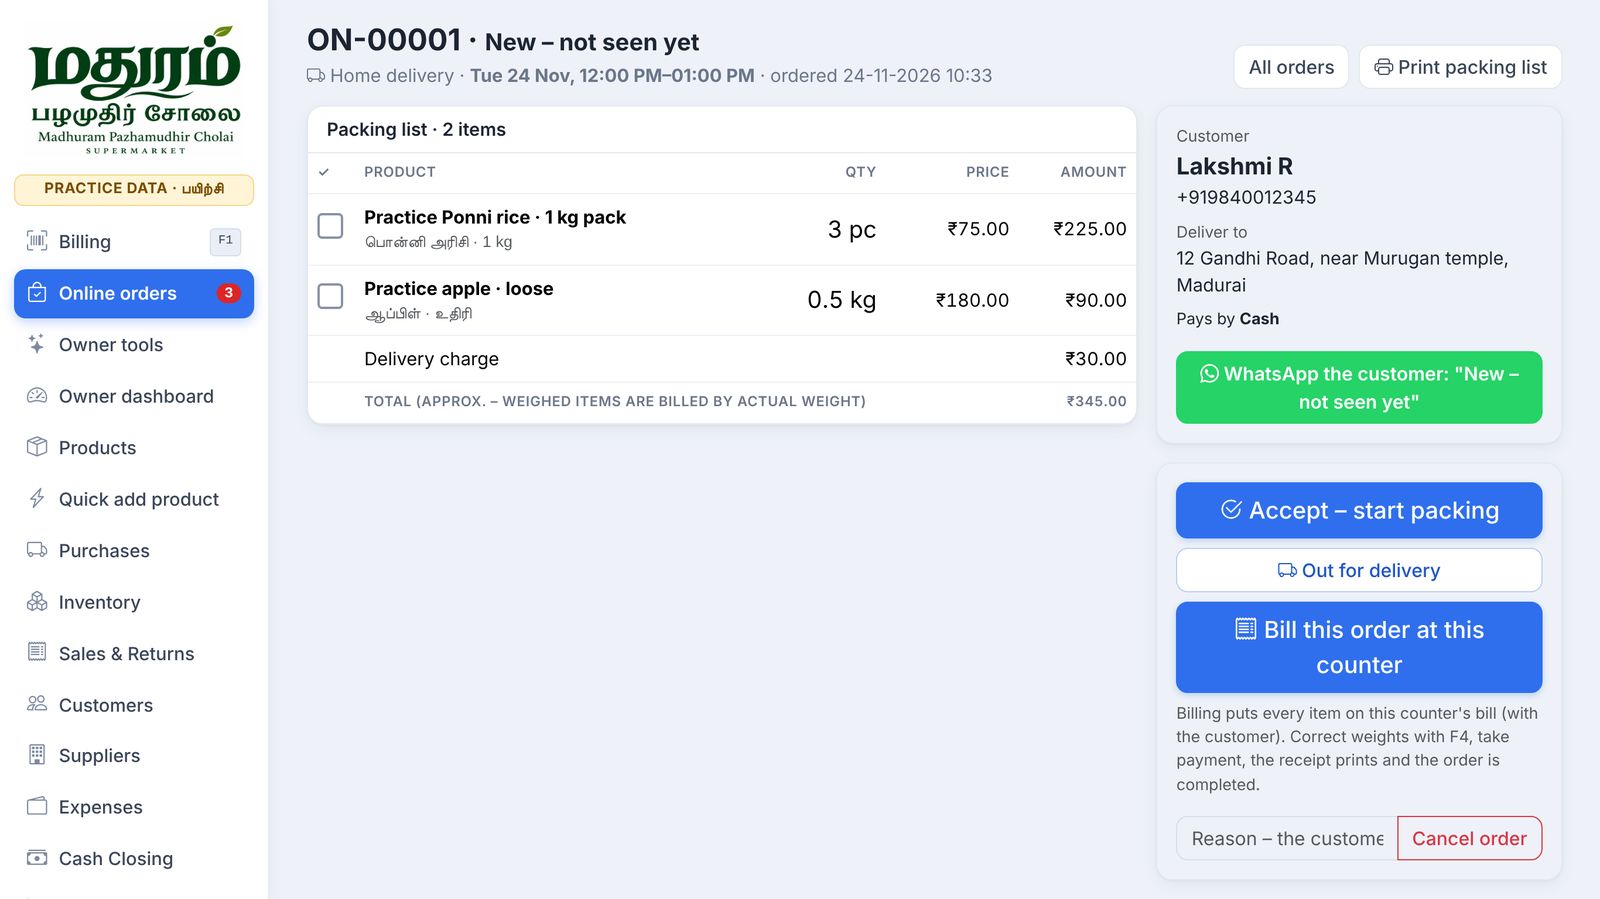 மதுரம்
பழமுதிர் சோலை
Madhuram Pazhamudhir Cholai
SUPERMARKET
PRACTICE DATA · பயிற்சி
Billing F1
Online orders 3
Owner tools
Owner dashboard
Products
Quick add product
Purchases
Inventory
Sales & Returns
Customers
Suppliers
Expenses
Cash Closing
ON-00001 · New – not seen yet
Home delivery · Tue 24 Nov, 12:00 PM–01:00 PM · ordered 24-11-2026 10:33
All orders
Print packing list
Packing list · 2 items
✓ PRODUCT QTY PRICE AMOUNT
Practice Ponni rice · 1 kg pack 3 pc ₹75.00 ₹225.00
பொன்னி அரிசி · 1 kg
Practice apple · loose 0.5 kg ₹180.00 ₹90.00
ஆப்பிள் · உதிரி
Delivery charge ₹30.00
TOTAL (APPROX. – WEIGHED ITEMS ARE BILLED BY ACTUAL WEIGHT) ₹345.00
Customer
Lakshmi R
+919840012345
Deliver to
12 Gandhi Road, near Murugan temple,
Madurai
Pays by Cash
WhatsApp the customer: "New –
not seen yet"
Accept – start packing
Out for delivery
Bill this order at this
counter
Billing puts every item on this counter's bill (with
the customer). Correct weights with F4, take
payment, the receipt prints and the order is
completed.
Reason – the custome
Cancel order